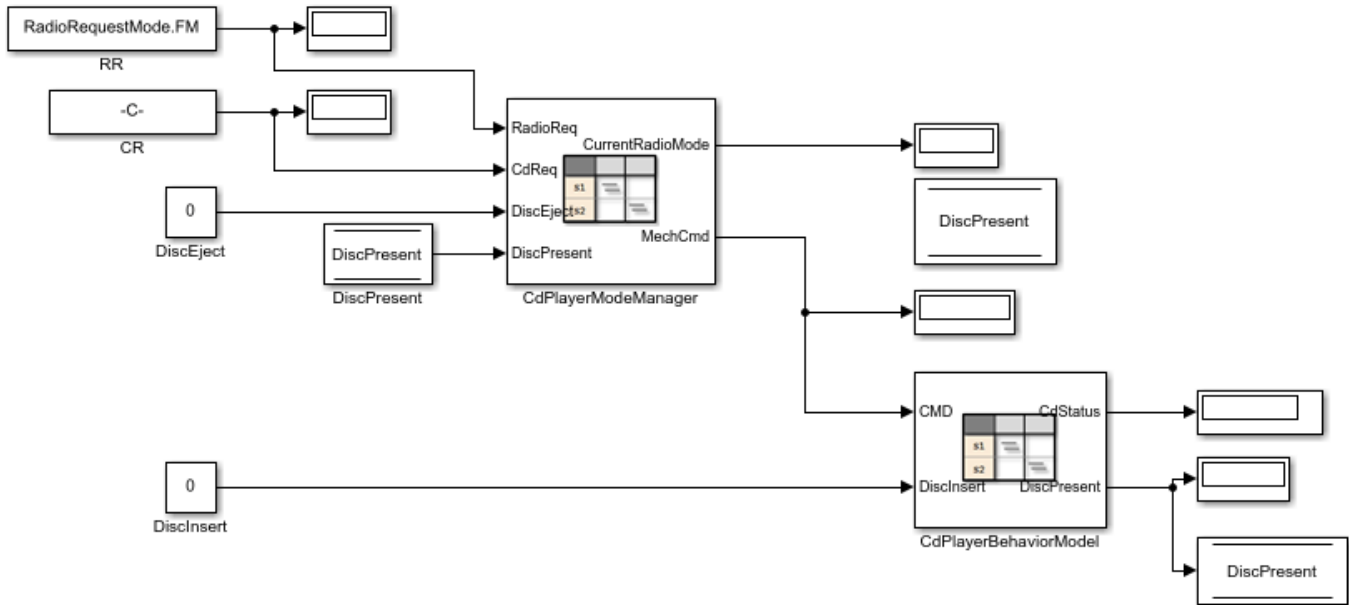 RadioRequestMode.FM
RR
-C-
CR
RadioReq
CurrentRadioMode
CdReq
s1
s2
0
DiscEject
DiscEject
MechCmd
DiscPresent
DiscPresent
DiscPresent
DiscPresent
CdPlayerModeManager
CMD
CdStatus
s1
s2
0
DiscInsert
DiscInsert
DiscPresent
CdPlayerBehaviorModel
DiscPresent